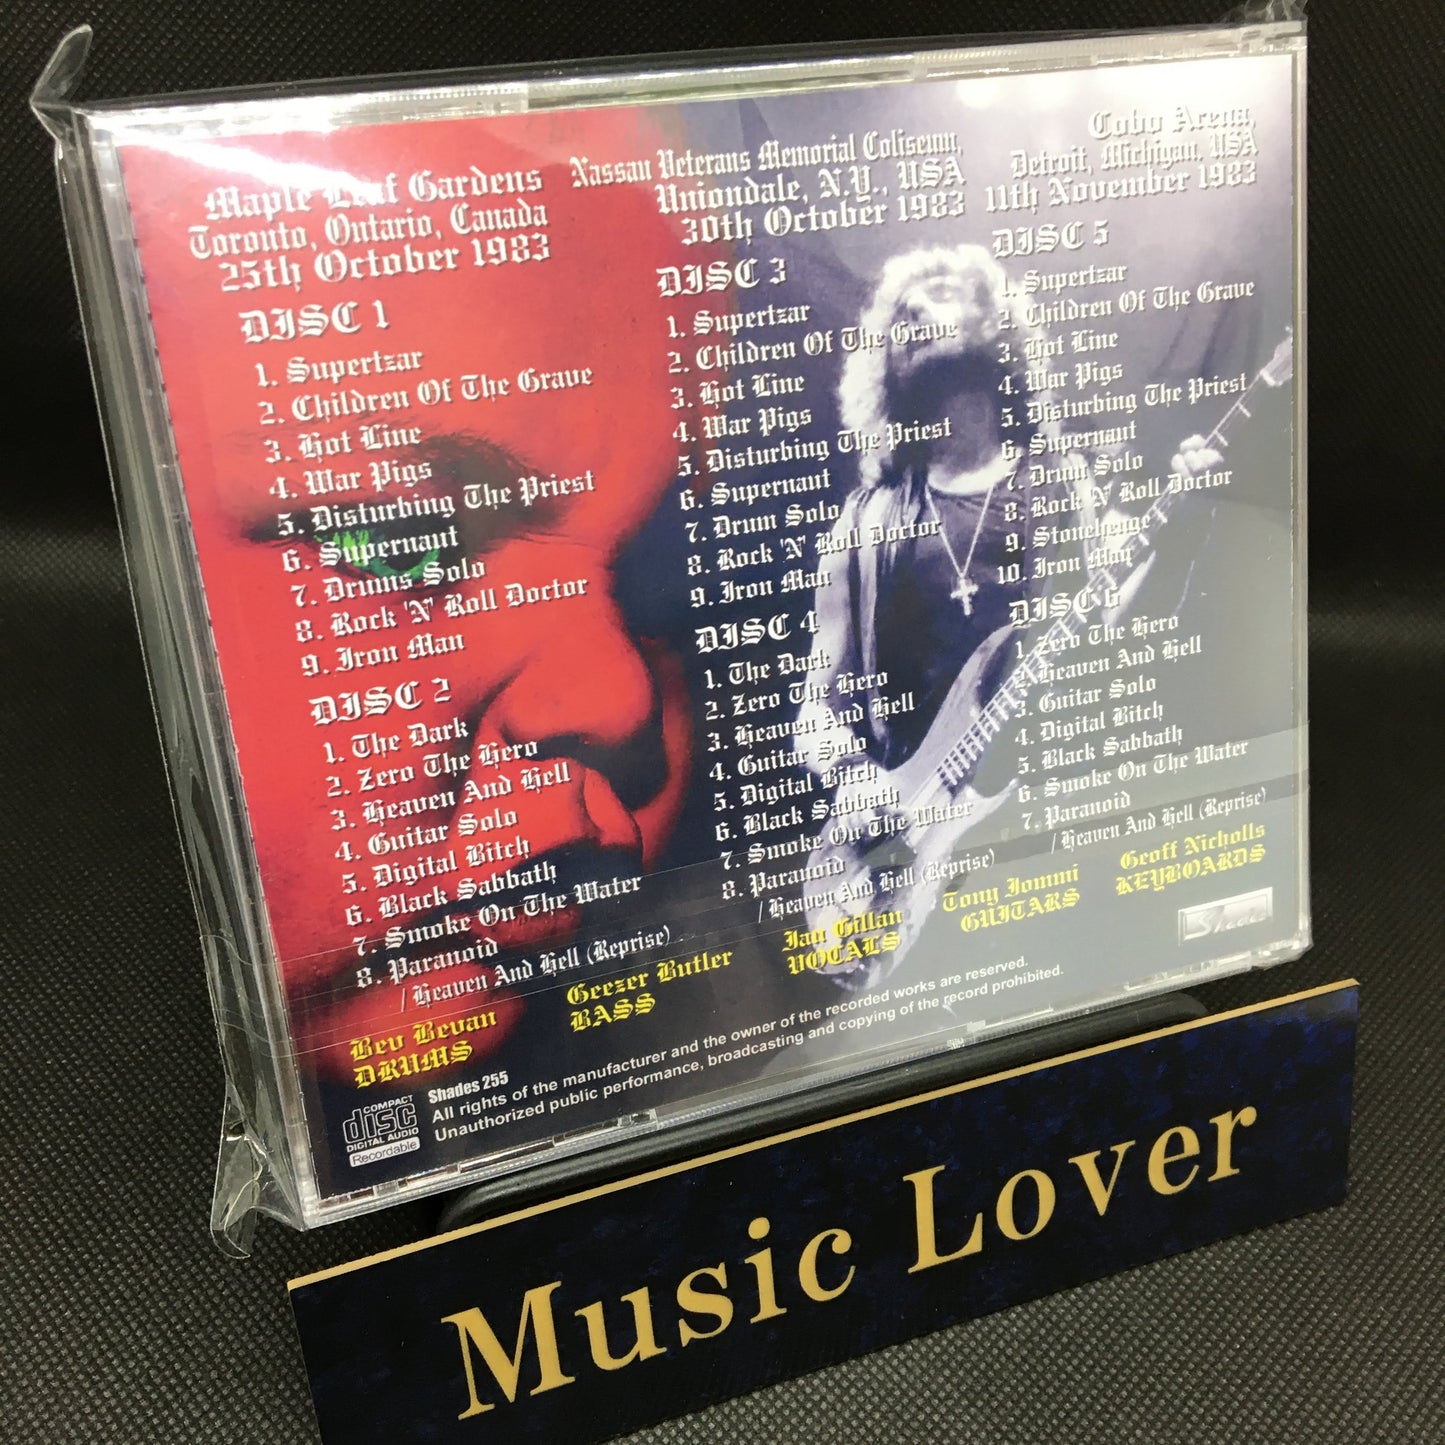 Maple Leaf Gardens
Toronto, Ontario, Canada
25th October 1983
DISC 1
1. Supertzar
2. Children Of The Grave
3. Hot Line
4. War Pigs
5. Disturbing The Priest
6. Supernaut
7. Drums Solo
8. Rock 'N' Roll Doctor
9. Iron Man
DISC 2
1. The Dark
2. Zero The Hero
3. Heaven And Hell
4. Guitar Solo
5. Digital Bitch
6. Black Sabbath
7. Smoke On The Water
8. Paranoid
/ Heaven And Hell (Reprise)
Nassau Veterans Memorial Coliseum,
Uniondale, N.Y., USA
30th October 1983
DISC 3
1. Supertzar
2. Children Of The Grave
3. Hot Line
4. War Pigs
5. Disturbing The Priest
6. Supernaut
7. Drum Solo
8. Rock 'N' Roll Doctor
9. Iron Man
DISC 4
1. The Dark
2. Zero The Hero
3. Heaven And Hell
4. Guitar Solo
5. Digital Bitch
6. Black Sabbath
7. Smoke On The Water
8. Paranoid
/ Heaven And Hell (Reprise)
Cobo Arena,
Detroit, Michigan, USA
11th November 1983
DISC 5
1. Supertzar
2. Children Of The Grave
3. Hot Line
4. War Pigs
5. Disturbing The Priest
6. Supernaut
7. Drum Solo
8. Rock 'N' Roll Doctor
9. Stonehenge
10. Iron Man
DISC 6
1. Zero The Hero
2. Heaven And Hell
3. Guitar Solo
4. Digital Bitch
5. Black Sabbath
6. Smoke On The Water
7. Paranoid
/ Heaven And Hell (Reprise)
Bev Bevan
DRUMS
Geezer Butler
BASS
Ian Gillan
VOCALS
Tony Iommi
GUITARS
Geoff Nicholls
KEYBOARDS
Shades
COMPACT
disc
DIGITAL AUDIO
Recordable
Shades 255
All rights of the manufacturer and the owner of the recorded works are reserved.
Unauthorized public performance, broadcasting and copying of the record prohibited.
Music Lover